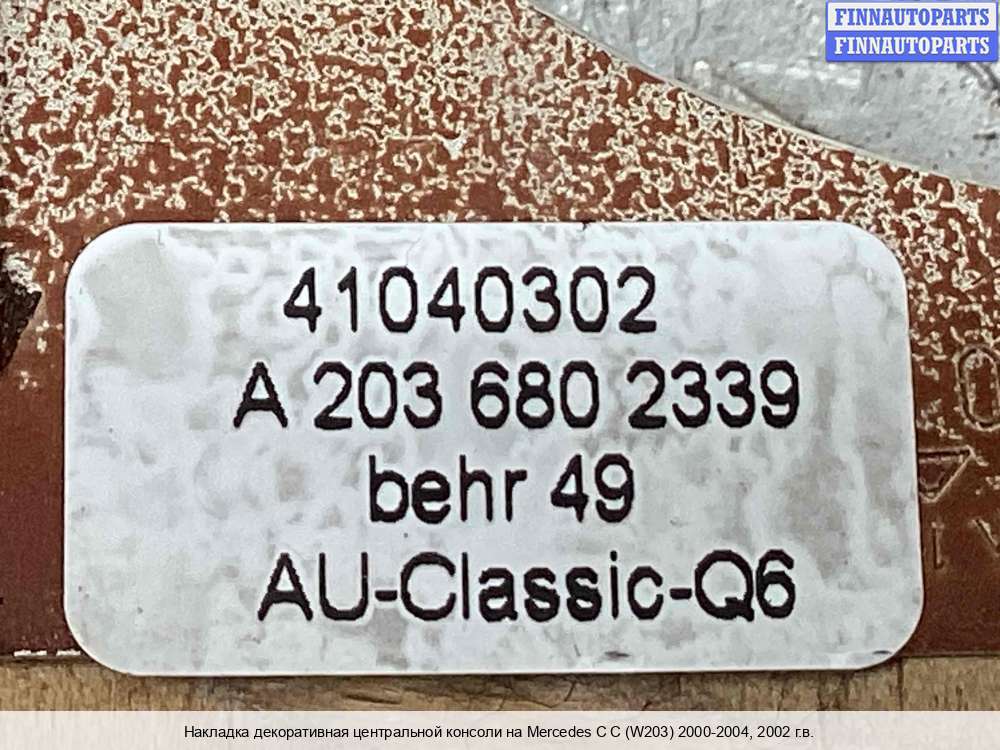 FINNAUTOPARTS
FINNAUTOPARTS
41040302
A 203 680 2339
behr 49
AU-Classic-Q6
Накладка декоративная центральной консоли на Mercedes C C (W203) 2000-2004, 2002 г.в.